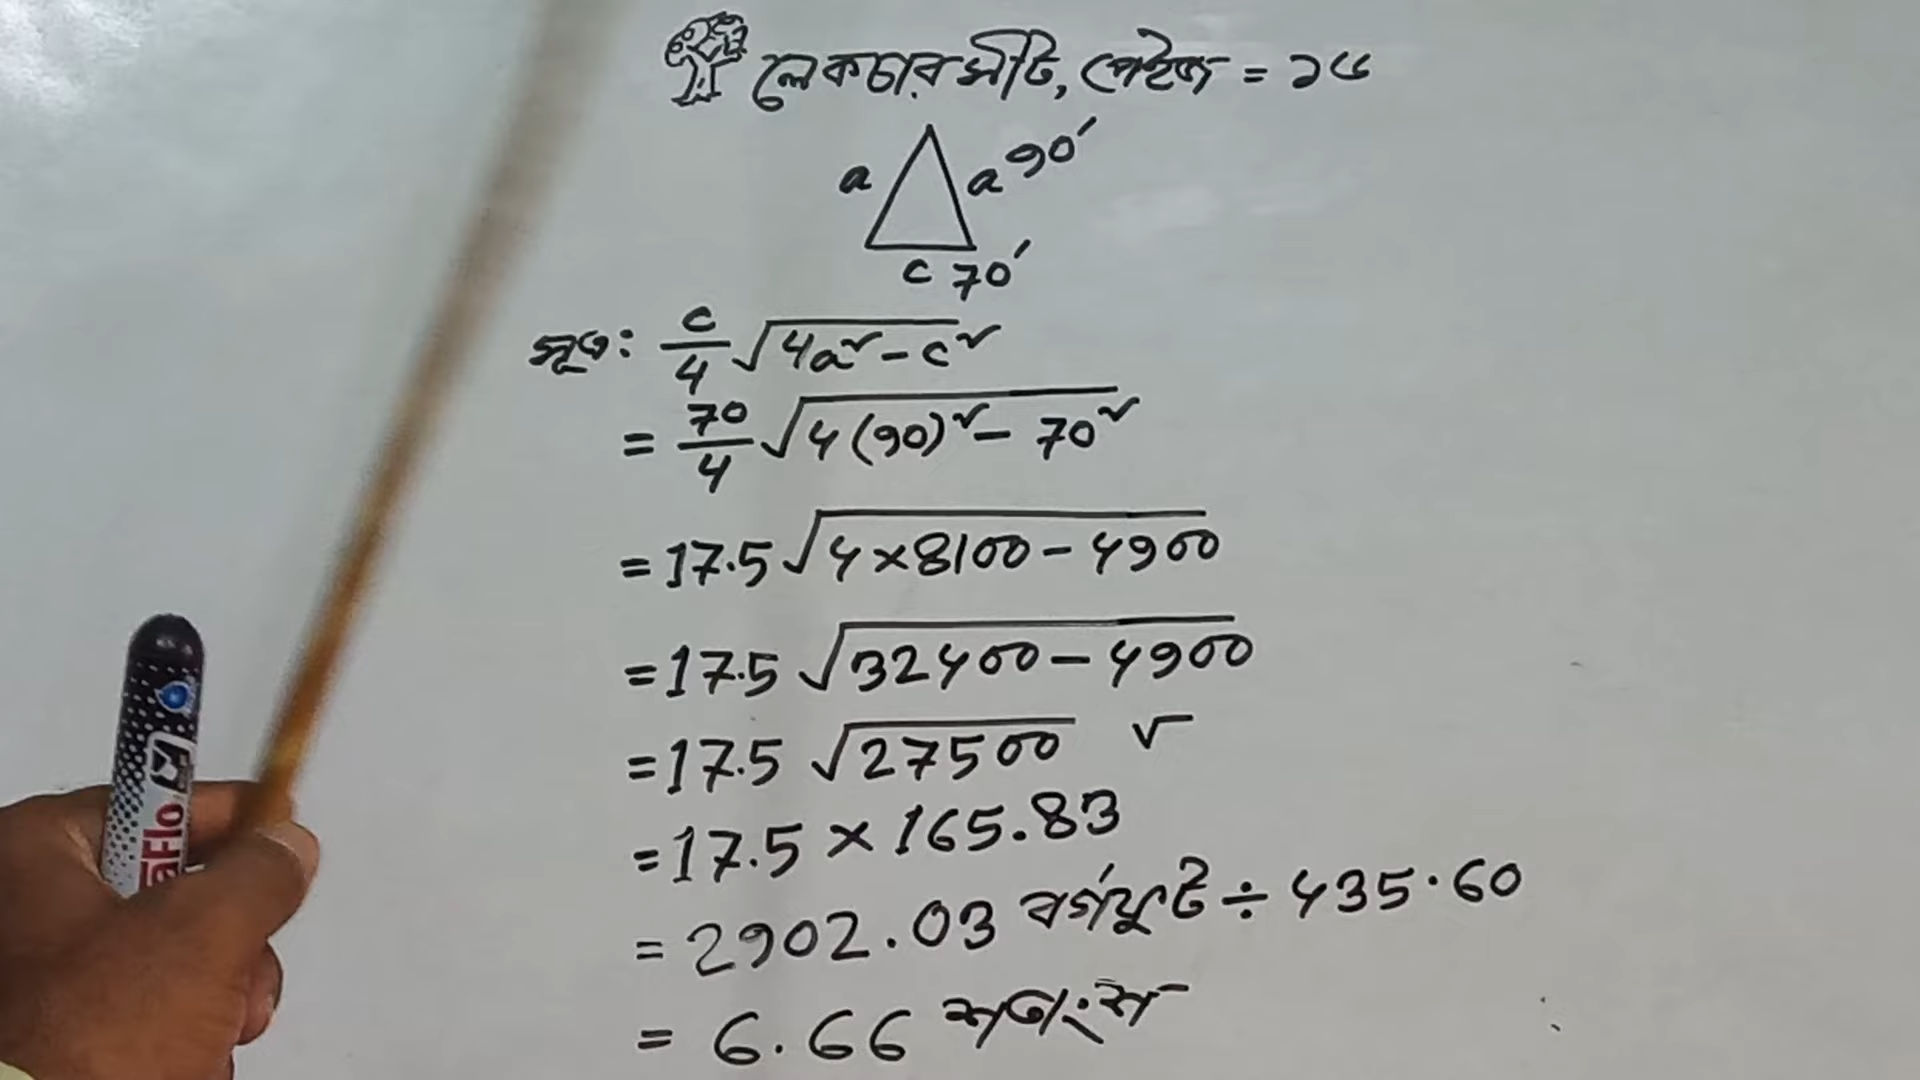 লেকচার সীট, পেইজ = ১৬
a
a 90′
c 70′
সূত্র: c/4 √(4a² - c²)
= 70/4 √(4(90)² - 70²)
= 17.5 √(4 × 8100 - 4900)
= 17.5 √(32400 - 4900)
= 17.5 √27500 √
= 17.5 × 165.83
= 2902.03 বর্গফুট ÷ 435.60
= 6.66 শতাংশ
aFlo